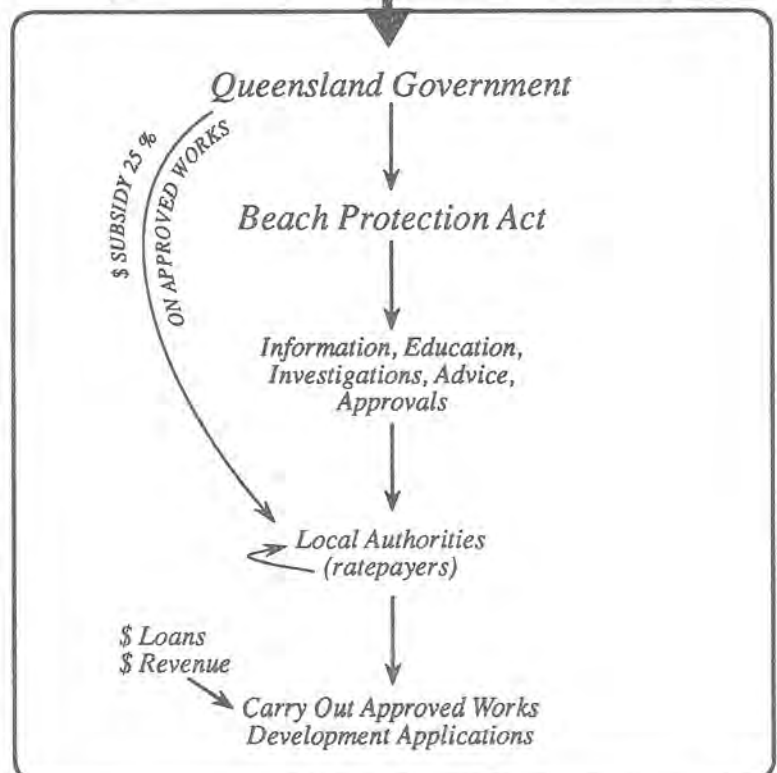 Queensland Government
$ SUBSIDY 25 %
ON APPROVED WORKS
Beach Protection Act
Information, Education,
Investigations, Advice,
Approvals
Local Authorities
(ratepayers)
$ Loans
$ Revenue
Carry Out Approved Works
Development Applications